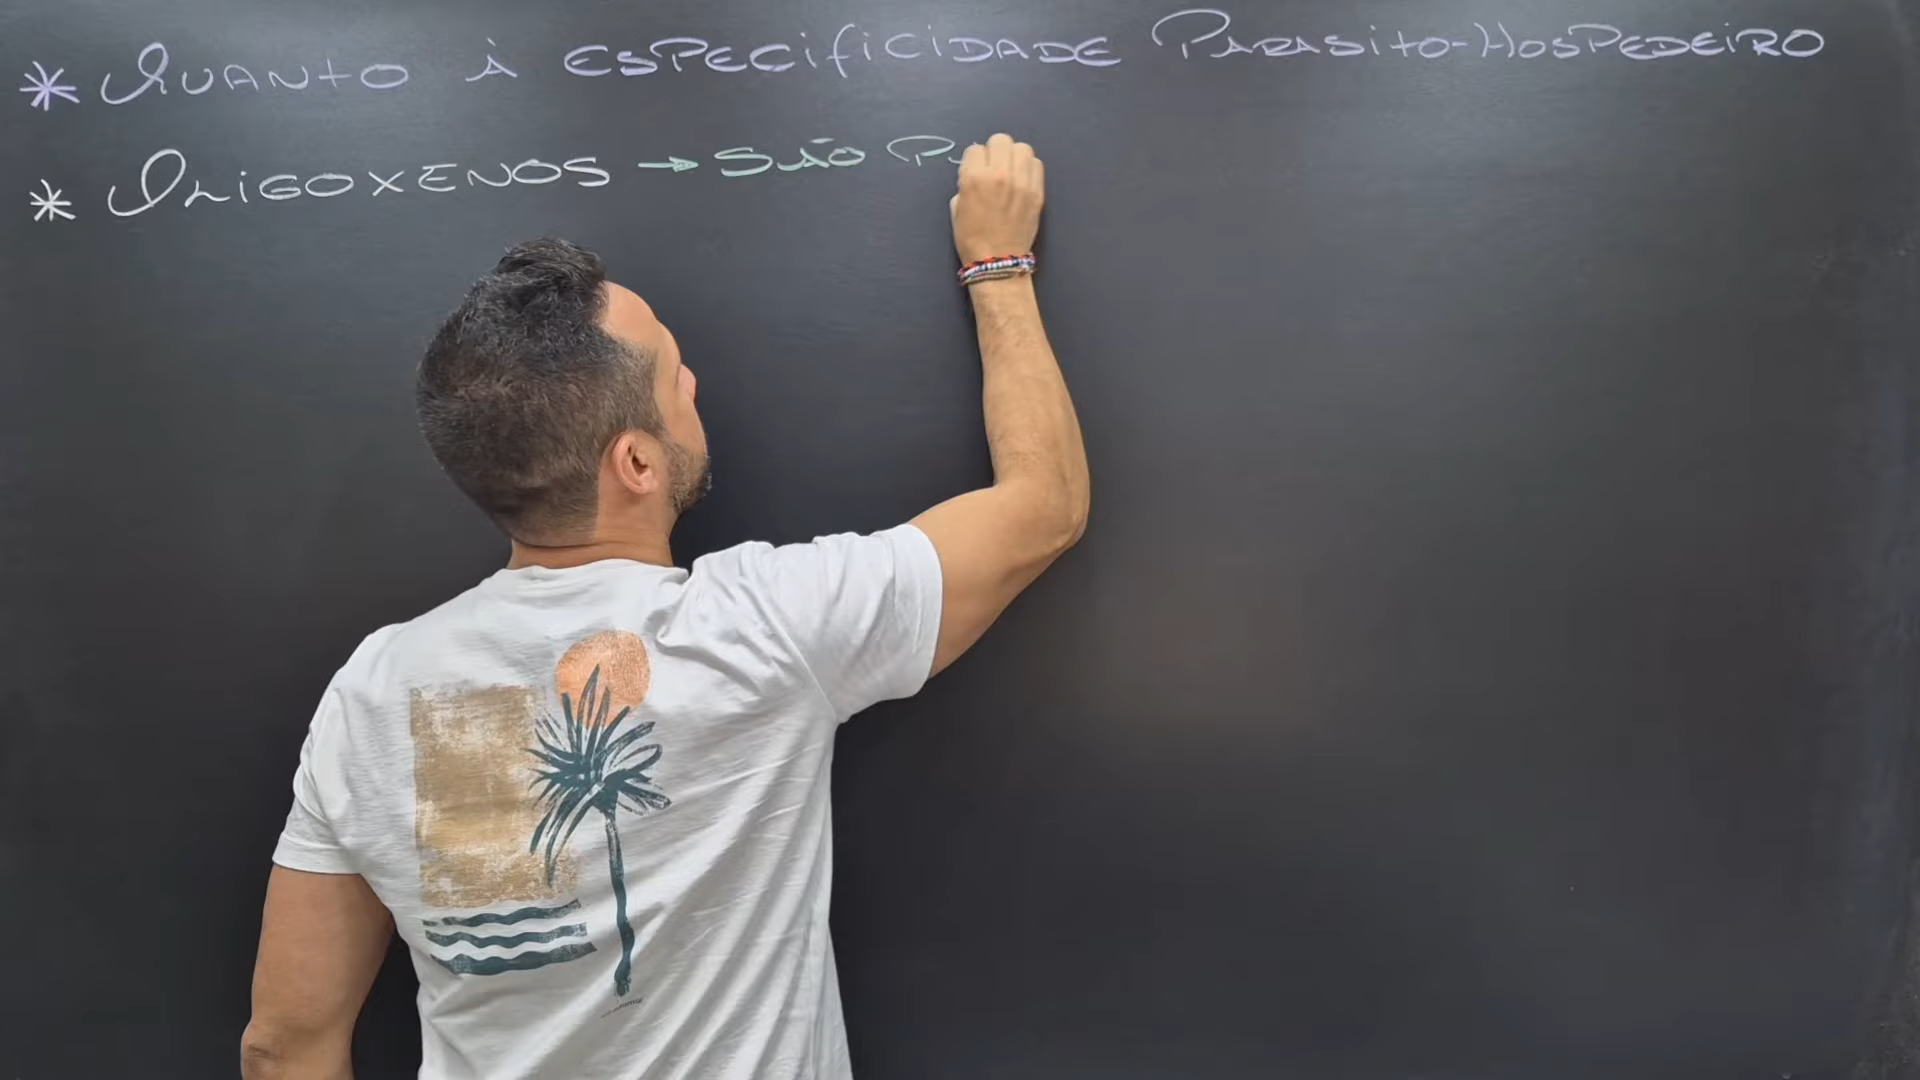 * Quanto à especificidade Parasito-Hospedeiro
* Oligoxenos → São